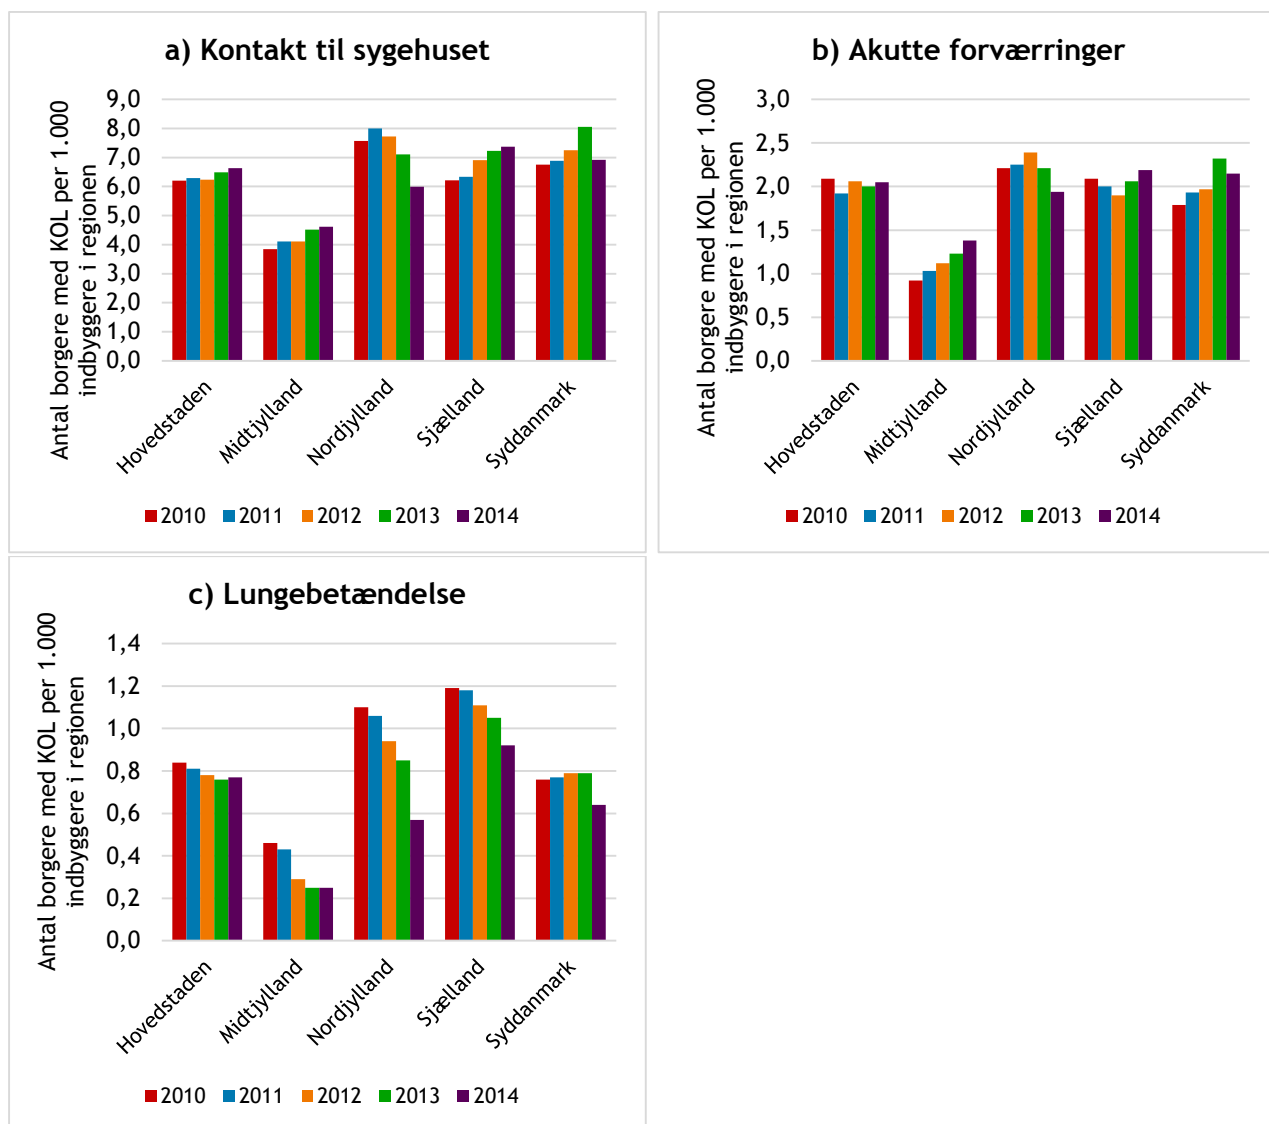 a) Kontakt til sygehuset
Antal borgere med KOL per 1.000
indbyggere i regionen
9,0
8,0
7,0
6,0
5,0
4,0
3,0
2,0
1,0
0,0
Hovedstaden
Midtjylland
Nordjylland
Sjælland
Syddanmark
2010 2011 2012 2013 2014
b) Akutte forværringer
Antal borgere med KOL per 1.000
indbyggere i regionen
3,0
2,5
2,0
1,5
1,0
0,5
0,0
Hovedstaden
Midtjylland
Nordjylland
Sjælland
Syddanmark
2010 2011 2012 2013 2014
c) Lungebetændelse
Antal borgere med KOL per 1.000
indbyggere i regionen
1,4
1,2
1,0
0,8
0,6
0,4
0,2
0,0
Hovedstaden
Midtjylland
Nordjylland
Sjælland
Syddanmark
2010 2011 2012 2013 2014